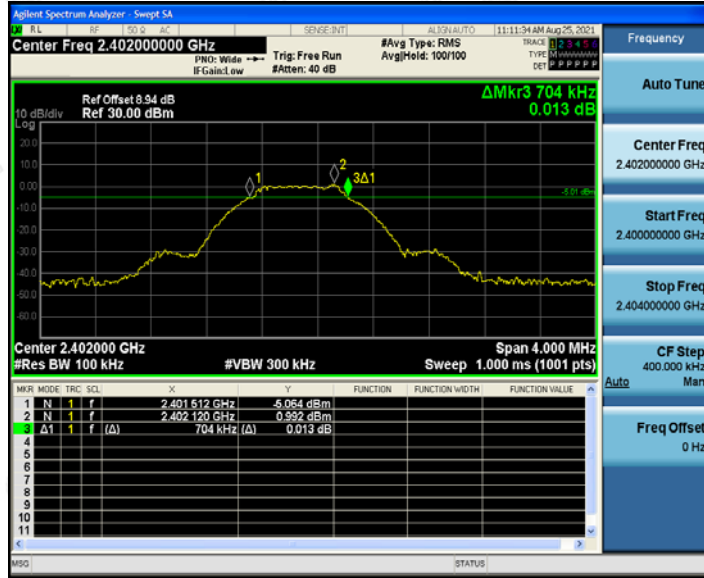 Agilent Spectrum Analyzer - Swept SA
RL RF 50 Ω AC SENSE:INT ALIGN AUTO 11:11:34 AM Aug 25, 2021
Center Freq 2.402000000 GHz
PNO: Wide
IFGain:Low
Trig: Free Run
#Atten: 40 dB
#Avg Type: RMS
Avg|Hold: 100/100
TRACE 1 2 3 4 5 6
TYPE M
DET P P P P P P
Frequency
Ref Offset 8.94 dB
10 dB/div Ref 30.00 dBm
Log
ΔMkr3 704 kHz
0.013 dB
20.0
10.0
0.00
-10.0
-20.0
-30.0
-40.0
-50.0
-60.0
1
2
3Δ1
-5.01 dBm
Center 2.402000 GHz Span 4.000 MHz
#Res BW 100 kHz #VBW 300 kHz Sweep 1.000 ms (1001 pts)
MKR MODE TRC SCL X Y FUNCTION FUNCTION WIDTH FUNCTION VALUE
1 N 1 f 2.401 512 GHz -5.064 dBm
2 N 1 f 2.402 120 GHz 0.992 dBm
3 Δ1 1 f (Δ) 704 kHz (Δ) 0.013 dB
4
5
6
7
8
9
10
11
MSG STATUS
Auto Tune
Center Freq
2.402000000 GHz
Start Freq
2.400000000 GHz
Stop Freq
2.404000000 GHz
CF Step
400.000 kHz
Auto Man
Freq Offset
0 Hz